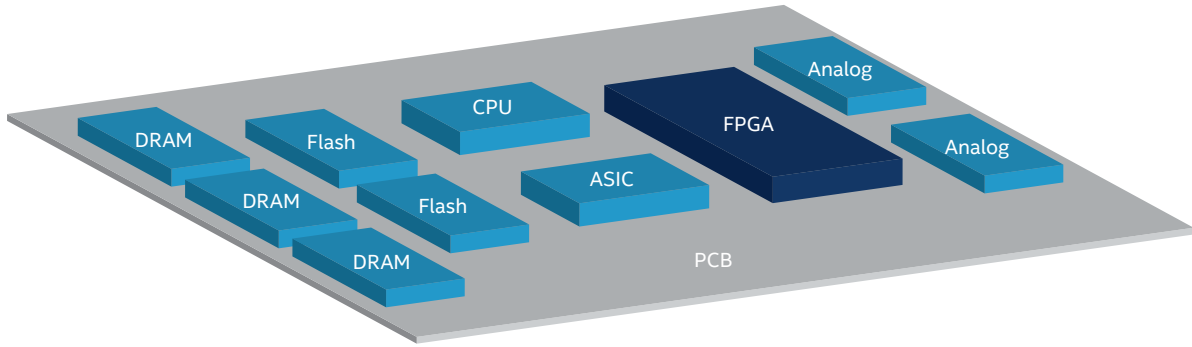 DRAM
Flash
CPU
FPGA
Analog
DRAM
Flash
ASIC
Analog
DRAM
PCB